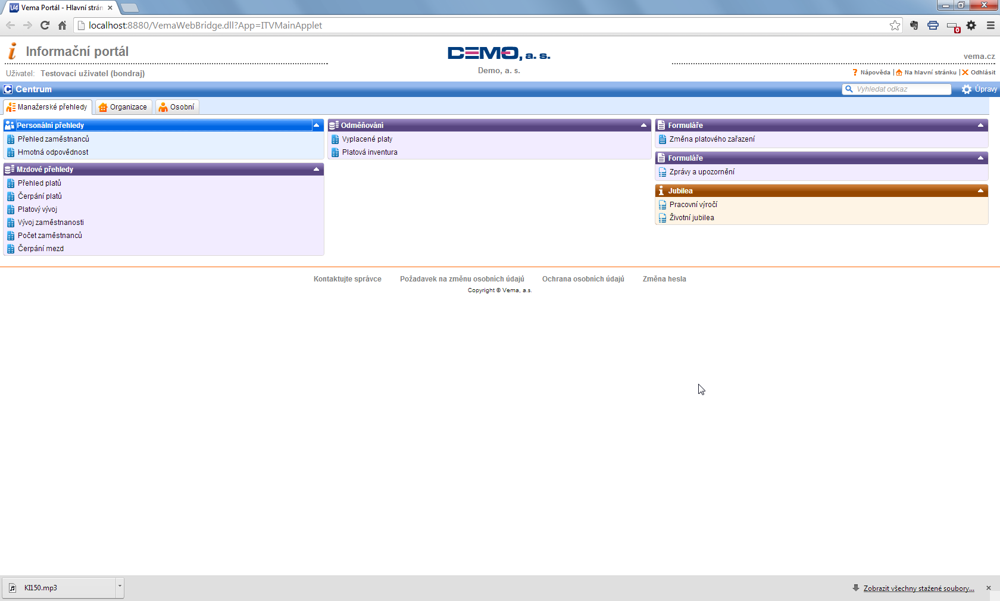 Vema Portál - Hlavní strán
localhost:8880/VemaWebBridge.dll?App=ITVMainApplet
0
Informační portál
DEMO, a. s.
Demo, a. s.
vema.cz
Uživatel: Testovací uživatel (bondraj)
Nápověda | Na hlavní stránku | Odhlásit
C Centrum
Vyhledat odkaz
Úpravy
Manažerské přehledy
Organizace
Osobní
Personální přehledy
Přehled zaměstnanců
Hmotná odpovědnost
Mzdové přehledy
Přehled platů
Čerpání platů
Platový vývoj
Vývoj zaměstnanosti
Počet zaměstnanců
Čerpání mezd
Odměňování
Vyplacené platy
Platová inventura
Formuláře
Změna platového zařazení
Formuláře
Zprávy a upozornění
Jubilea
Pracovní výročí
Životní jubilea
Kontaktujte správce Požadavek na změnu osobních údajů Ochrana osobních údajů Změna hesla
Copyright © Vema, a.s.
KI150.mp3
Zobrazit všechny stažené soubory...